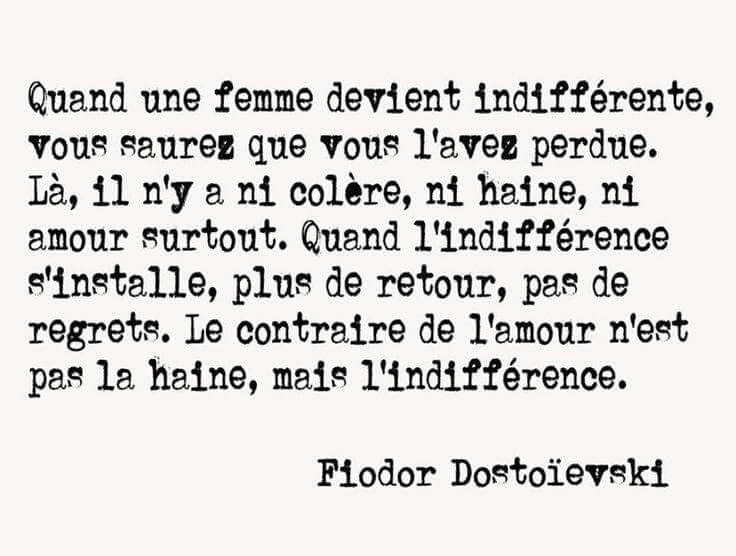 Quand une femme devient indifférente,
vous saurez que vous l'avez perdue.
Là, il n'y a ni colère, ni haine, ni
amour surtout. Quand l'indifférence
s'installe, plus de retour, pas de
regrets. Le contraire de l'amour n'est
pas la haine, mais l'indifférence.
Fiodor Dostoïevski